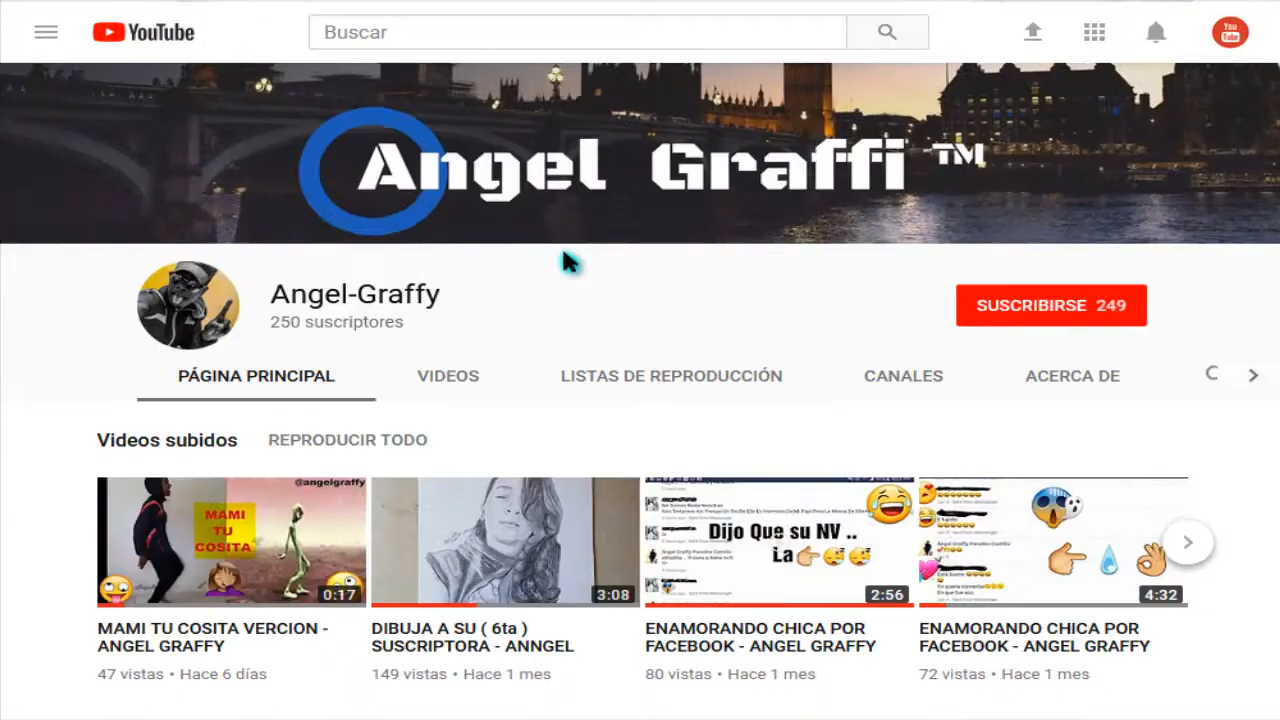 YouTube
Buscar
You
Tube
Angel Graffi ™
Angel-Graffy
250 suscriptores
SUSCRIBIRSE 249
PÁGINA PRINCIPAL
VIDEOS
LISTAS DE REPRODUCCIÓN
CANALES
ACERCA DE
C
Videos subidos
REPRODUCIR TODO
@angelgraffy
MAMI
TU
COSITA
0:17
3:08
Dijo Que su NV ..
La
2:56
4:32
MAMI TU COSITA VERCION -
ANGEL GRAFFY
47 vistas • Hace 6 días
DIBUJA A SU ( 6ta )
SUSCRIPTORA - ANNGEL
149 vistas • Hace 1 mes
ENAMORANDO CHICA POR
FACEBOOK - ANGEL GRAFFY
80 vistas • Hace 1 mes
ENAMORANDO CHICA POR
FACEBOOK - ANGEL GRAFFY
72 vistas • Hace 1 mes